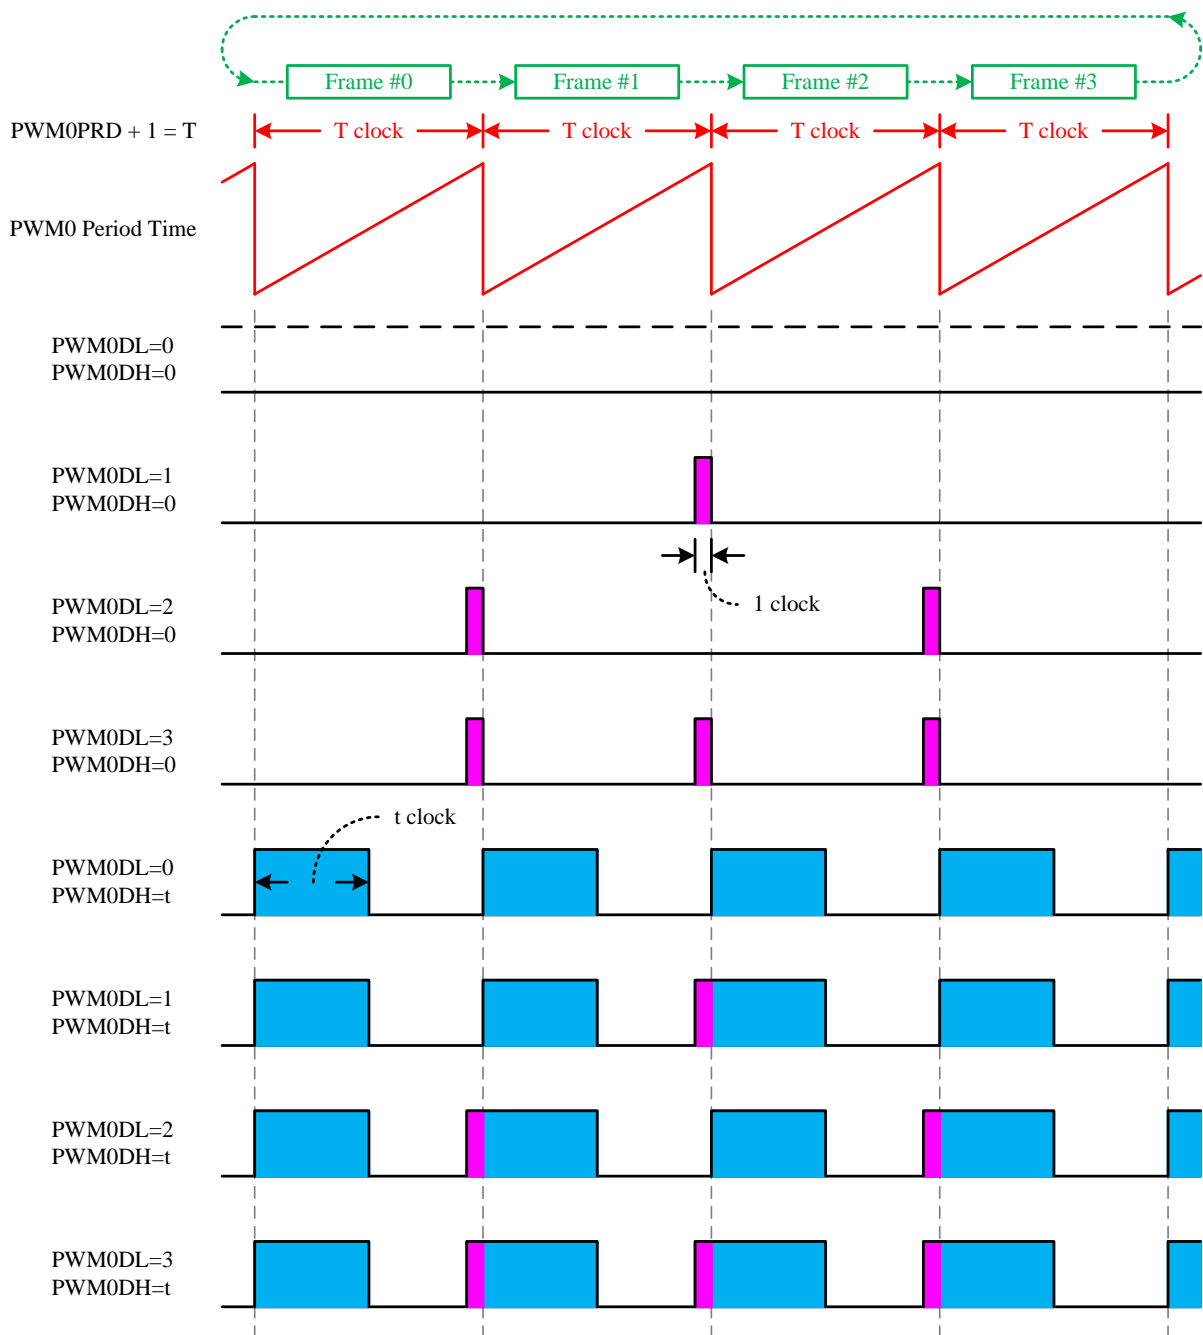 Frame #0
Frame #1
Frame #2
Frame #3
PWM0PRD + 1 = T
T clock
T clock
T clock
T clock
PWM0 Period Time
PWM0DL=0
PWM0DH=0
PWM0DL=1
PWM0DH=0
1 clock
PWM0DL=2
PWM0DH=0
PWM0DL=3
PWM0DH=0
t clock
PWM0DL=0
PWM0DH=t
PWM0DL=1
PWM0DH=t
PWM0DL=2
PWM0DH=t
PWM0DL=3
PWM0DH=t